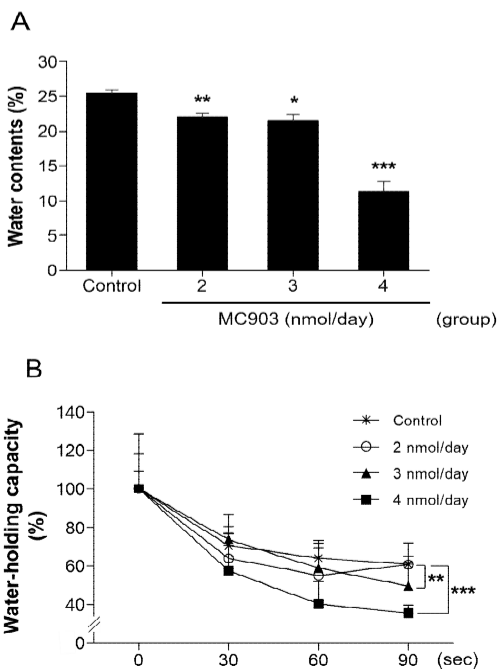 A
Water contents (%)
30
25
20
15
10
5
0
**
*
***
Control 2 3 4
MC903 (nmol/day) (group)
B
Water-holding capacity
(%)
140
120
100
80
60
40
0
Control
2 nmol/day
3 nmol/day
4 nmol/day
**
***
0 30 60 90 (sec)